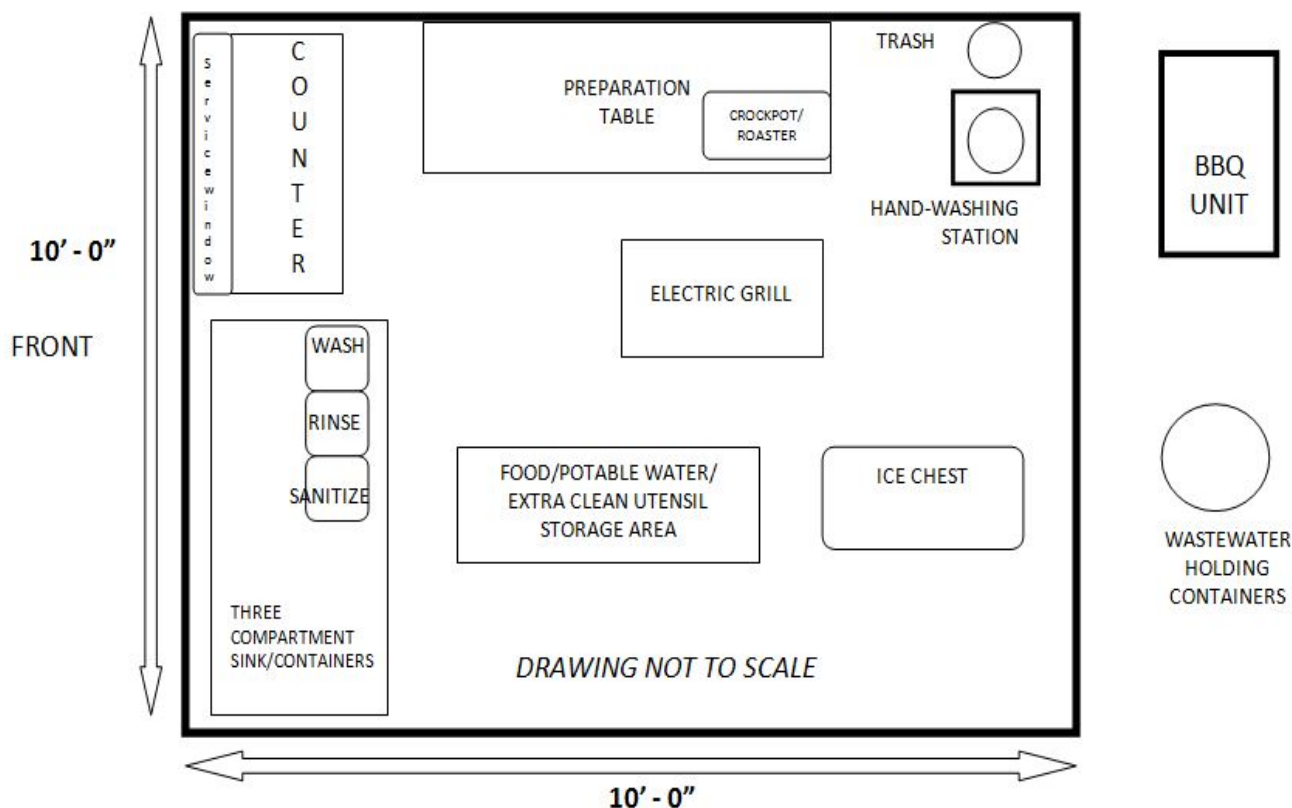 Servicewindow
COUNTER
PREPARATION
TABLE
CROCKPOT/
ROASTER
TRASH
HAND-WASHING
STATION
BBQ
UNIT
10’ - 0”
FRONT
ELECTRIC GRILL
WASH
RINSE
SANITIZE
THREE
COMPARTMENT
SINK/CONTAINERS
FOOD/POTABLE WATER/
EXTRA CLEAN UTENSIL
STORAGE AREA
ICE CHEST
WASTEWATER
HOLDING
CONTAINERS
DRAWING NOT TO SCALE
10’ - 0”